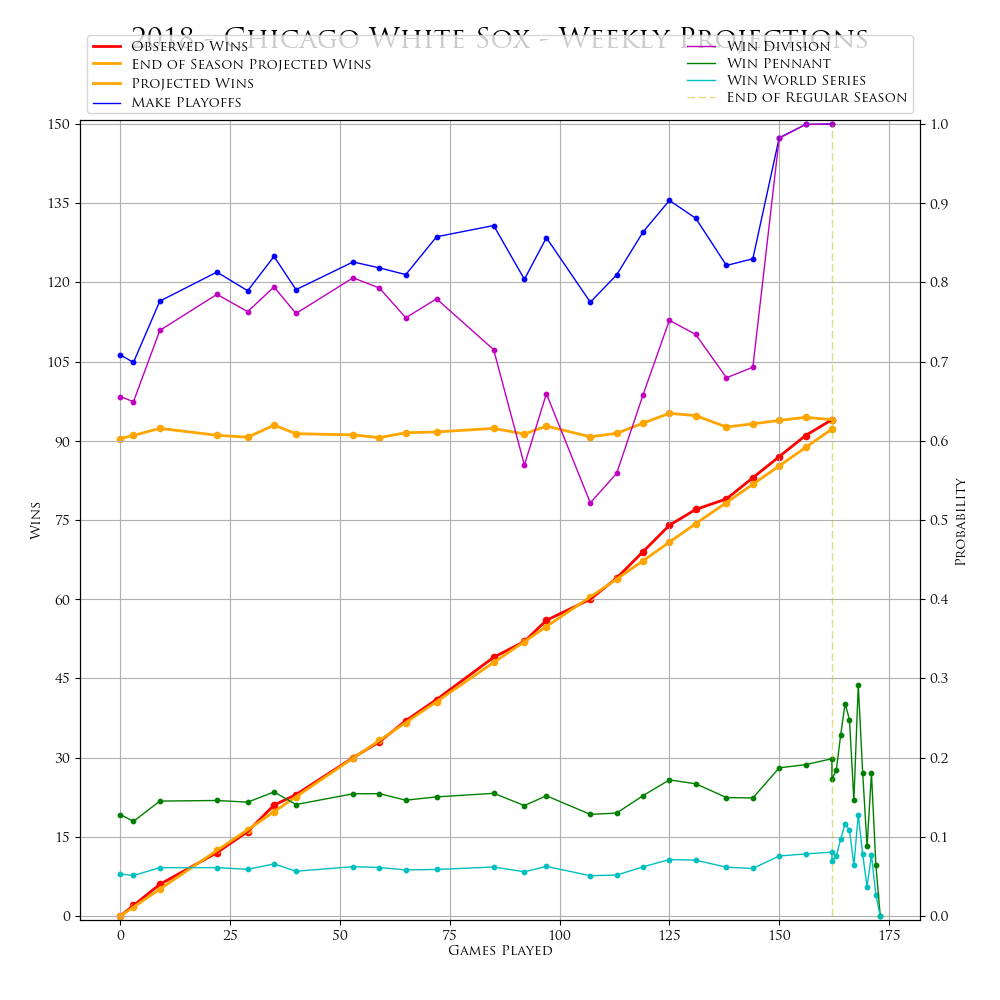 2018 - Chicago White Sox - Weekly Projections
Observed Wins
End of Season Projected Wins
Projected Wins
Make Playoffs
Win Division
Win Pennant
Win World Series
End of Regular Season
150
135
120
105
90
75
60
45
30
15
0
Wins
1.0
0.9
0.8
0.7
0.6
0.5
0.4
0.3
0.2
0.1
0.0
Probability
0 25 50 75 100 125 150 175
Games Played